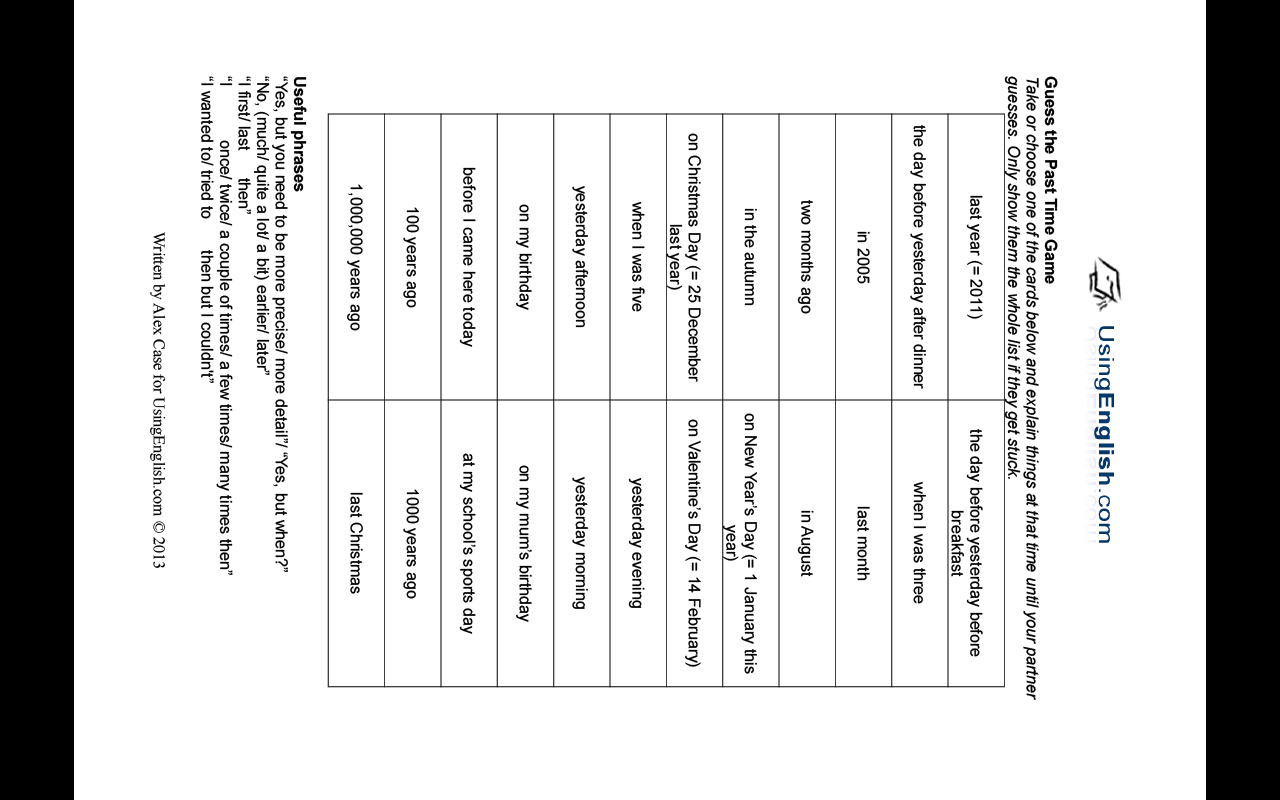 UsingEnglish.com
Guess the Past Time Game
Take or choose one of the cards below and explain things at that time until your partner
guesses. Only show them the whole list if they get stuck.
last year (= 2011)
the day before yesterday before
breakfast
the day before yesterday after dinner
when I was three
in 2005
last month
two months ago
in August
in the autumn
on New Year's Day (= 1 January this
year)
on Christmas Day (= 25 December
last year)
on Valentine's Day (= 14 February)
when I was five
yesterday evening
yesterday afternoon
yesterday morning
on my birthday
on my mum's birthday
before I came here today
at my school's sports day
100 years ago
1000 years ago
1,000,000 years ago
last Christmas
Useful phrases
“Yes, but you need to be more precise/ more detail”/ “Yes, but when?”
“No, (much/ quite a lot/ a bit) earlier/ later”
“I first/ last then”
“I once/ twice/ a couple of times/ a few times/ many times then”
“I wanted to/ tried to then but I couldn't”
Written by Alex Case for UsingEnglish.com © 2013